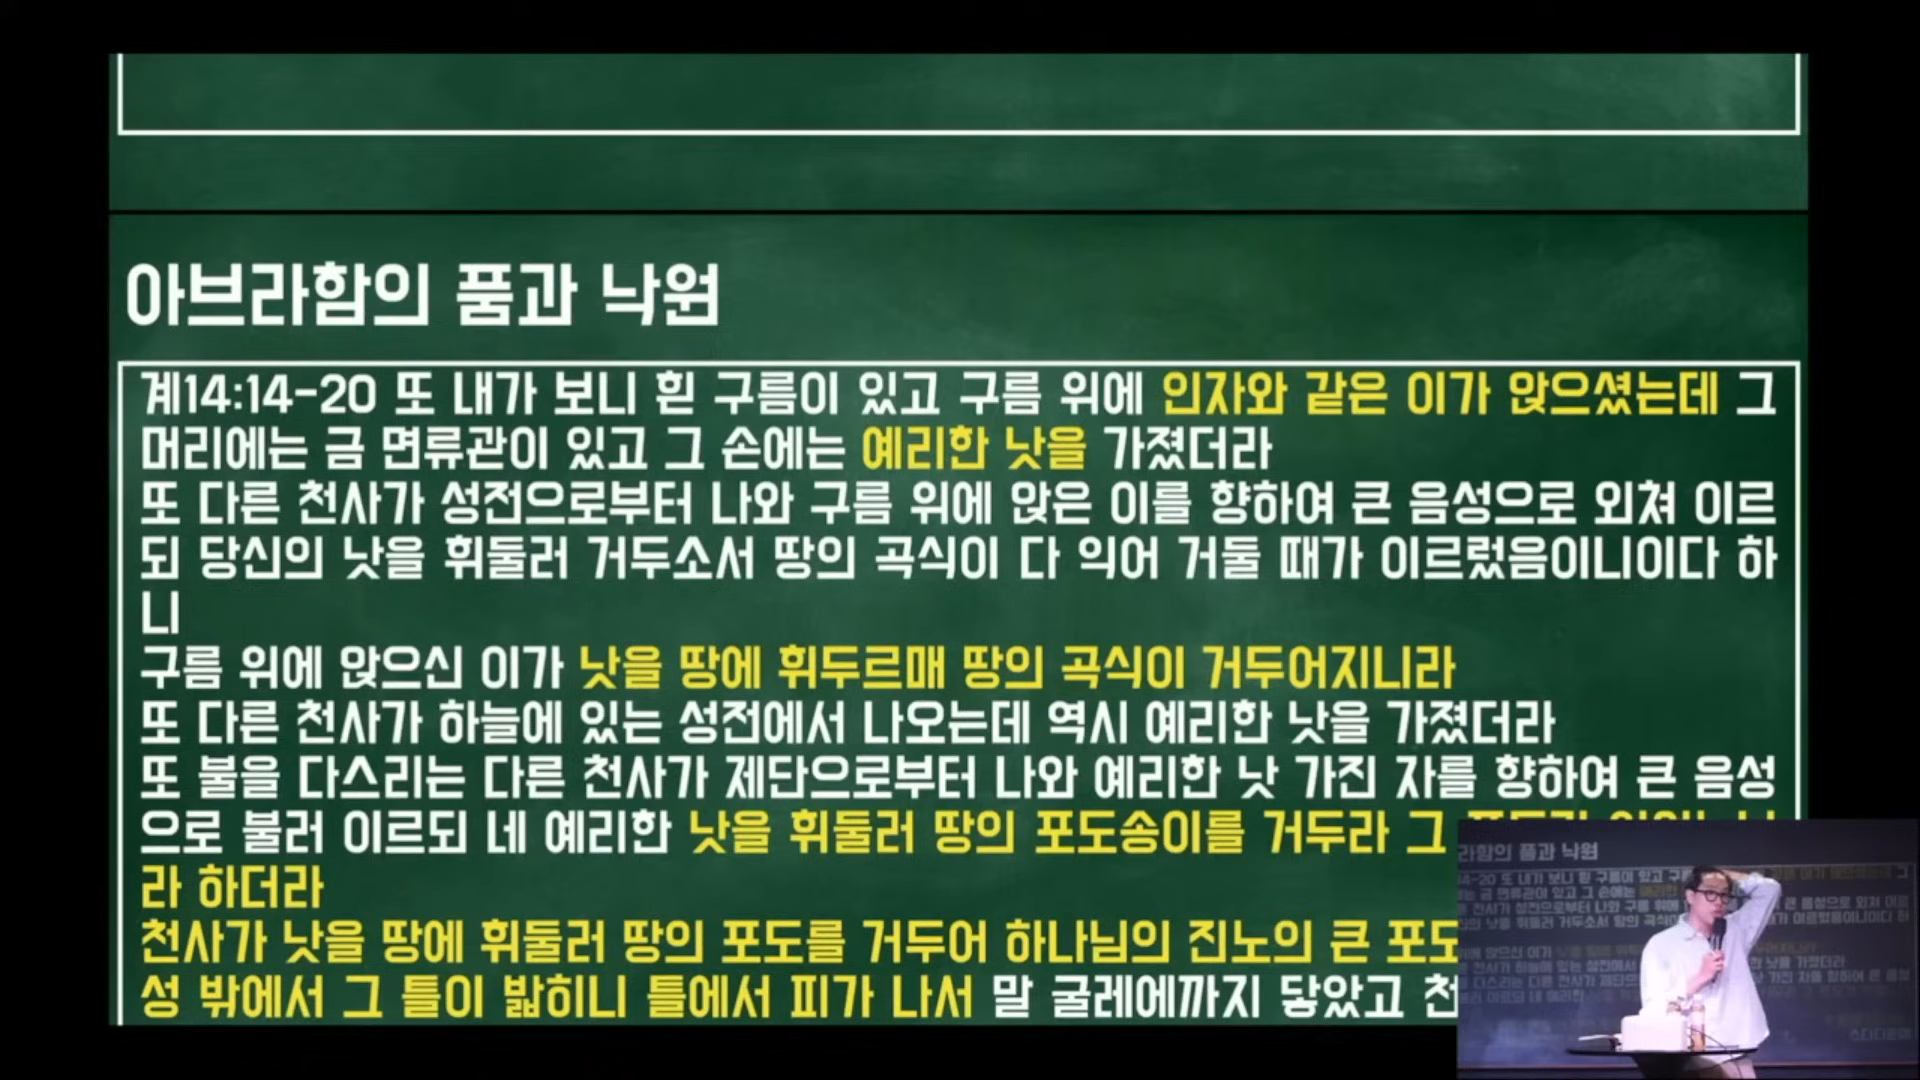 아브라함의 품과 낙원
계14:14-20 또 내가 보니 흰 구름이 있고 구름 위에 인자와 같은 이가 앉으셨는데 그
머리에는 금 면류관이 있고 그 손에는 예리한 낫을 가졌더라
또 다른 천사가 성전으로부터 나와 구름 위에 앉은 이를 향하여 큰 음성으로 외쳐 이르
되 당신의 낫을 휘둘러 거두소서 땅의 곡식이 다 익어 거둘 때가 이르렀음이니이다 하
니
구름 위에 앉으신 이가 낫을 땅에 휘두르매 땅의 곡식이 거두어지니라
또 다른 천사가 하늘에 있는 성전에서 나오는데 역시 예리한 낫을 가졌더라
또 불을 다스리는 다른 천사가 제단으로부터 나와 예리한 낫 가진 자를 향하여 큰 음성
으로 불러 이르되 네 예리한 낫을 휘둘러 땅의 포도송이를 거두라 그
라 하더라
천사가 낫을 땅에 휘둘러 땅의 포도를 거두어 하나님의 진노의 큰 포도
성 밖에서 그 틀이 밟히니 틀에서 피가 나서 말 굴레에까지 닿았고 천
라함의 품과 낙원